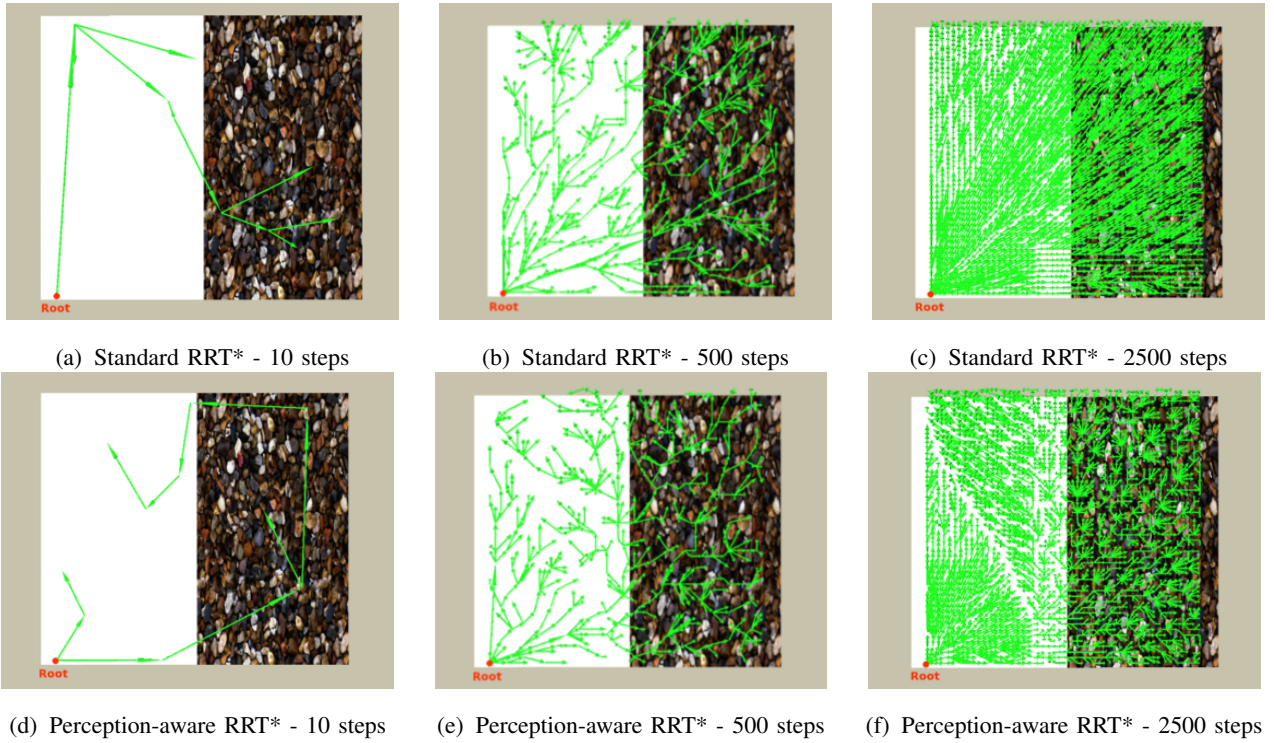 Root
Root
Root
(a) Standard RRT* - 10 steps
(b) Standard RRT* - 500 steps
(c) Standard RRT* - 2500 steps
Root
Root
Root
(d) Perception-aware RRT* - 10 steps
(e) Perception-aware RRT* - 500 steps
(f) Perception-aware RRT* - 2500 steps